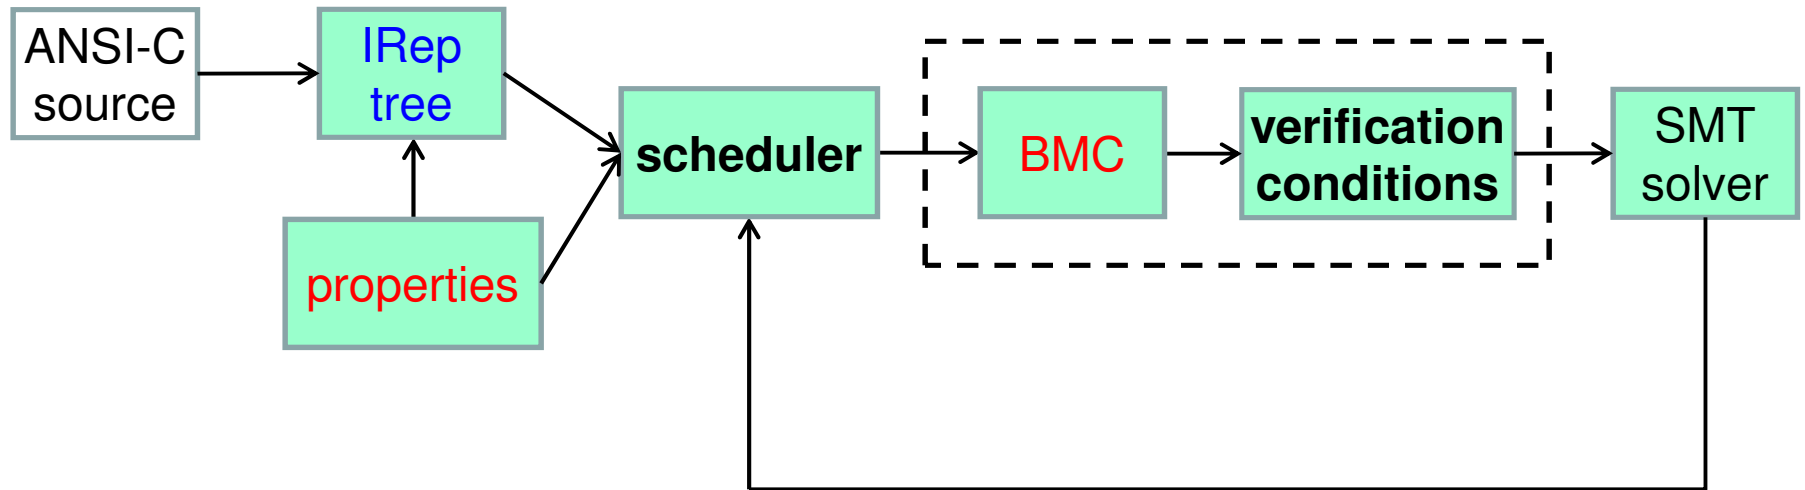 ANSI-C
source
IRep
tree
properties
scheduler
BMC
verification
conditions
SMT
solver